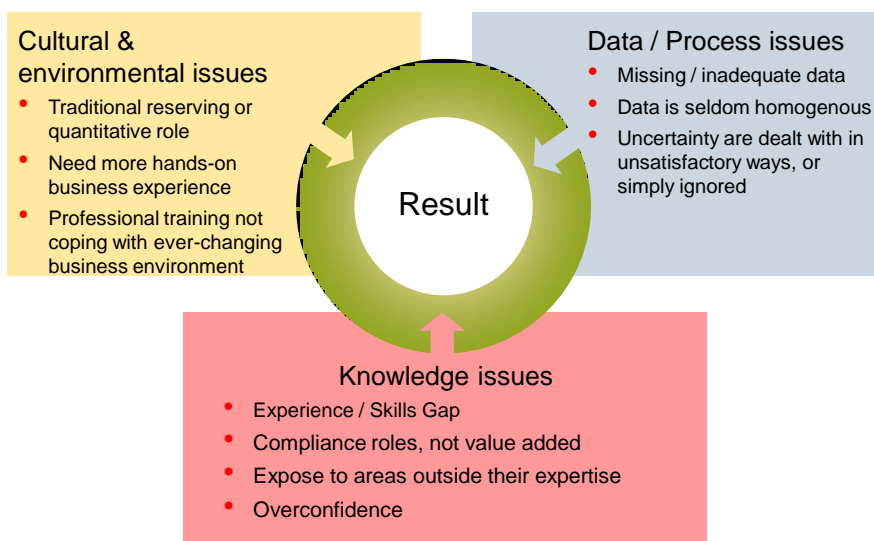 Cultural &
environmental issues
• Traditional reserving or
quantitative role
• Need more hands-on
business experience
• Professional training not
coping with ever-changing
business environment
Data / Process issues
• Missing / inadequate data
• Data is seldom homogenous
• Uncertainty are dealt with in
unsatisfactory ways, or
simply ignored
Result
Knowledge issues
• Experience / Skills Gap
• Compliance roles, not value added
• Expose to areas outside their expertise
• Overconfidence